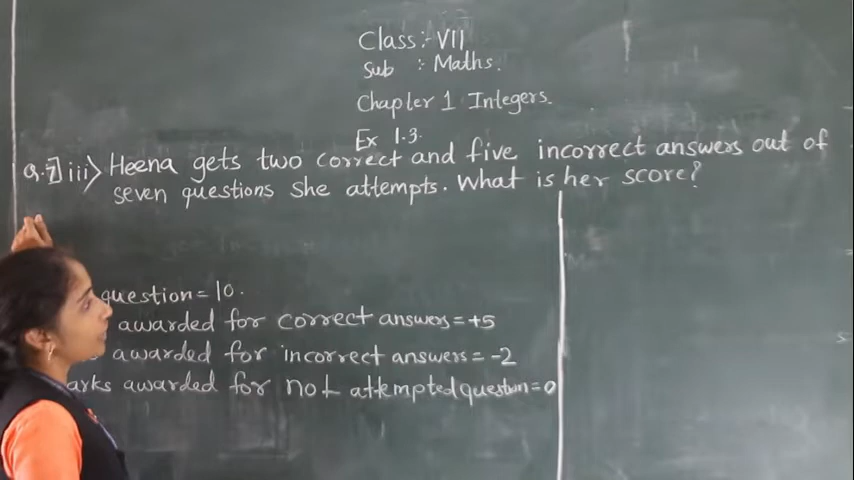 Class:- VII
Sub :- Maths.
Chapler 1 Integers.
Ex 1.3.
Q.7] iii> Heena gets two correct and five incorrect answers out of
seven questions she attempts. What is her score?
question = 10.
awarded for correct answers = +5
awarded for incorrect answers = -2
arks awarded for not attempted question = 0